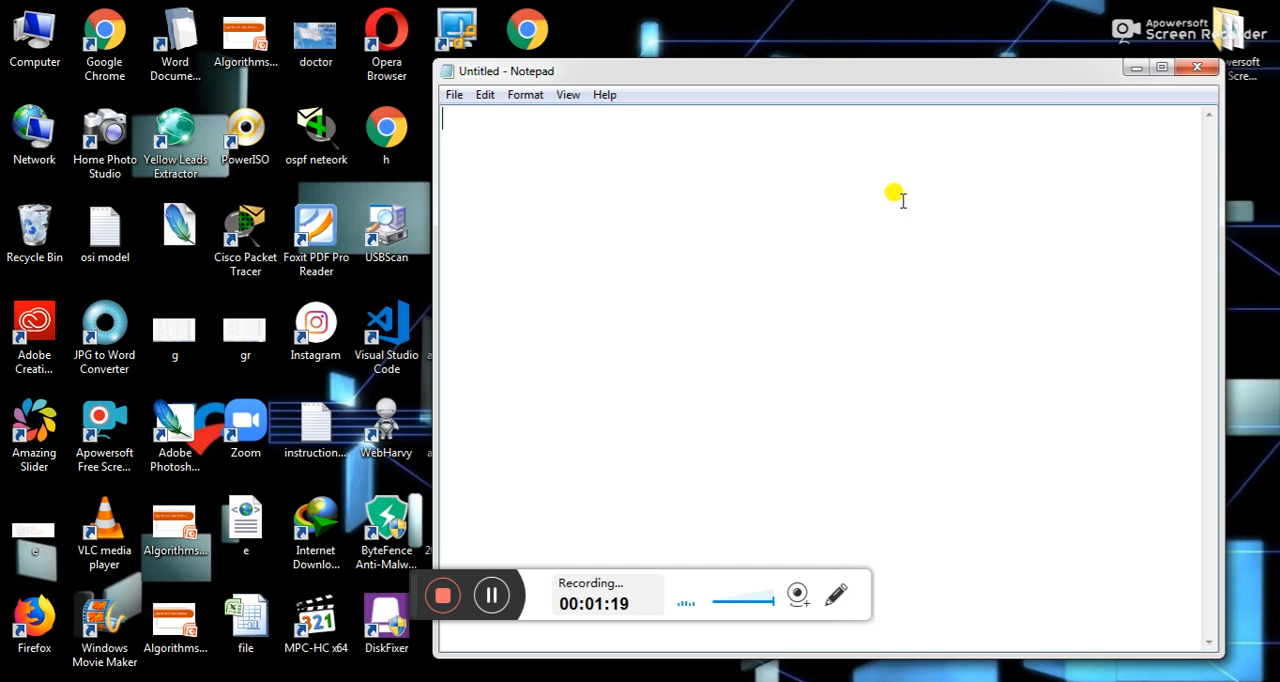 Computer
Google
Chrome
Word
Docume...
Algorithms...
doctor
Opera
Browser
Apowersoft
Screen Recorder
Scre...
Untitled - Notepad
File Edit Format View Help
Network
Home Photo
Studio
Yellow Leads
Extractor
PowerISO
ospf neteork
h
Recycle Bin
osi model
Cisco Packet
Tracer
Foxit PDF Pro
Reader
USBScan
Adobe
Creati...
JPG to Word
Converter
g
gr
Instagram
Visual Studio
Code
Amazing
Slider
Apowersoft
Free Scre...
Adobe
Photosh...
Zoom
instruction...
WebHarvy
e
VLC media
player
Algorithms...
e
Internet
Downlo...
ByteFence
Anti-Malw...
Recording...
00:01:19
Firefox
Windows
Movie Maker
Algorithms...
file
321
MPC-HC x64
DiskFixer